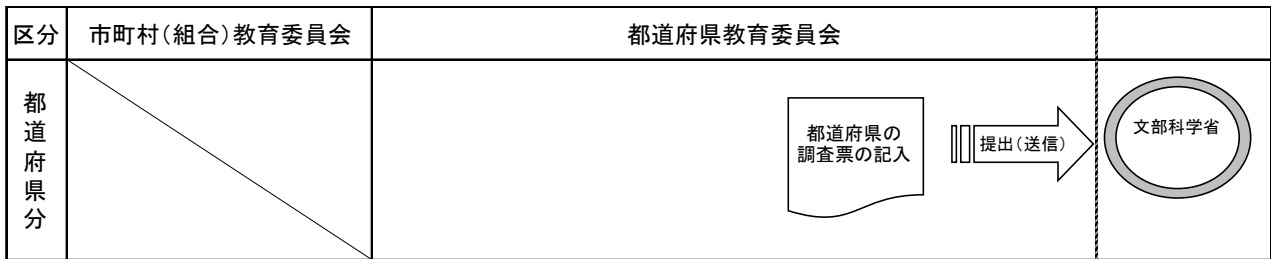 区分
市町村（組合）教育委員会
都道府県教育委員会
都道府県分
都道府県の
調査票の記入
提出（送信）
文部科学省